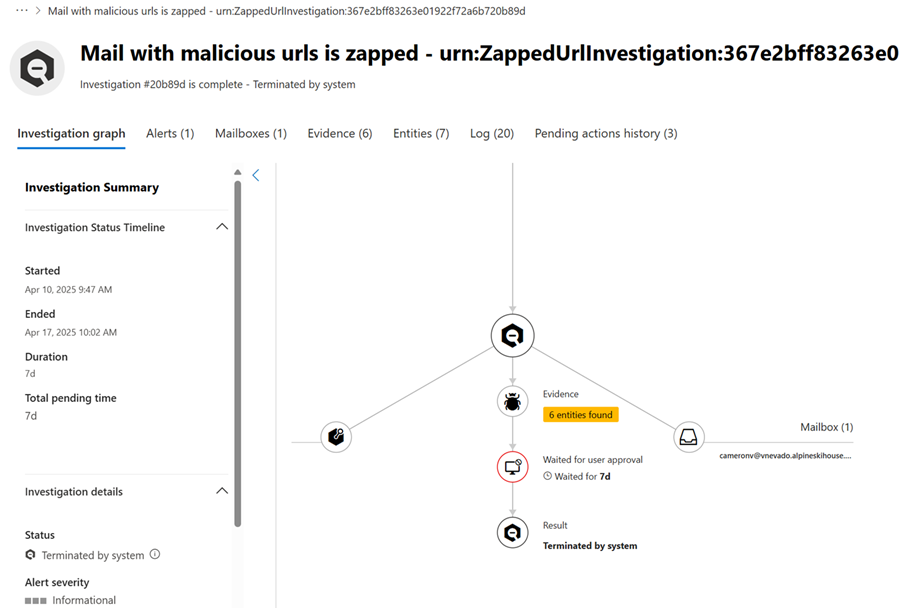 ··· > Mail with malicious urls is zapped - urn:ZappedUrlInvestigation:367e2bff83263e01922f72a6b720b89d
Mail with malicious urls is zapped - urn:ZappedUrlInvestigation:367e2bff83263e0
Investigation #20b89d is complete - Terminated by system
Investigation graph Alerts (1) Mailboxes (1) Evidence (6) Entities (7) Log (20) Pending actions history (3)
Investigation Summary
Investigation Status Timeline
Started
Apr 10, 2025 9:47 AM
Ended
Apr 17, 2025 10:02 AM
Duration
7d
Total pending time
7d
Investigation details
Status
Terminated by system
Alert severity
Informational
Evidence
6 entities found
Waited for user approval
Waited for 7d
Result
Terminated by system
Mailbox (1)
cameronv@vnevado.alpineskihouse....